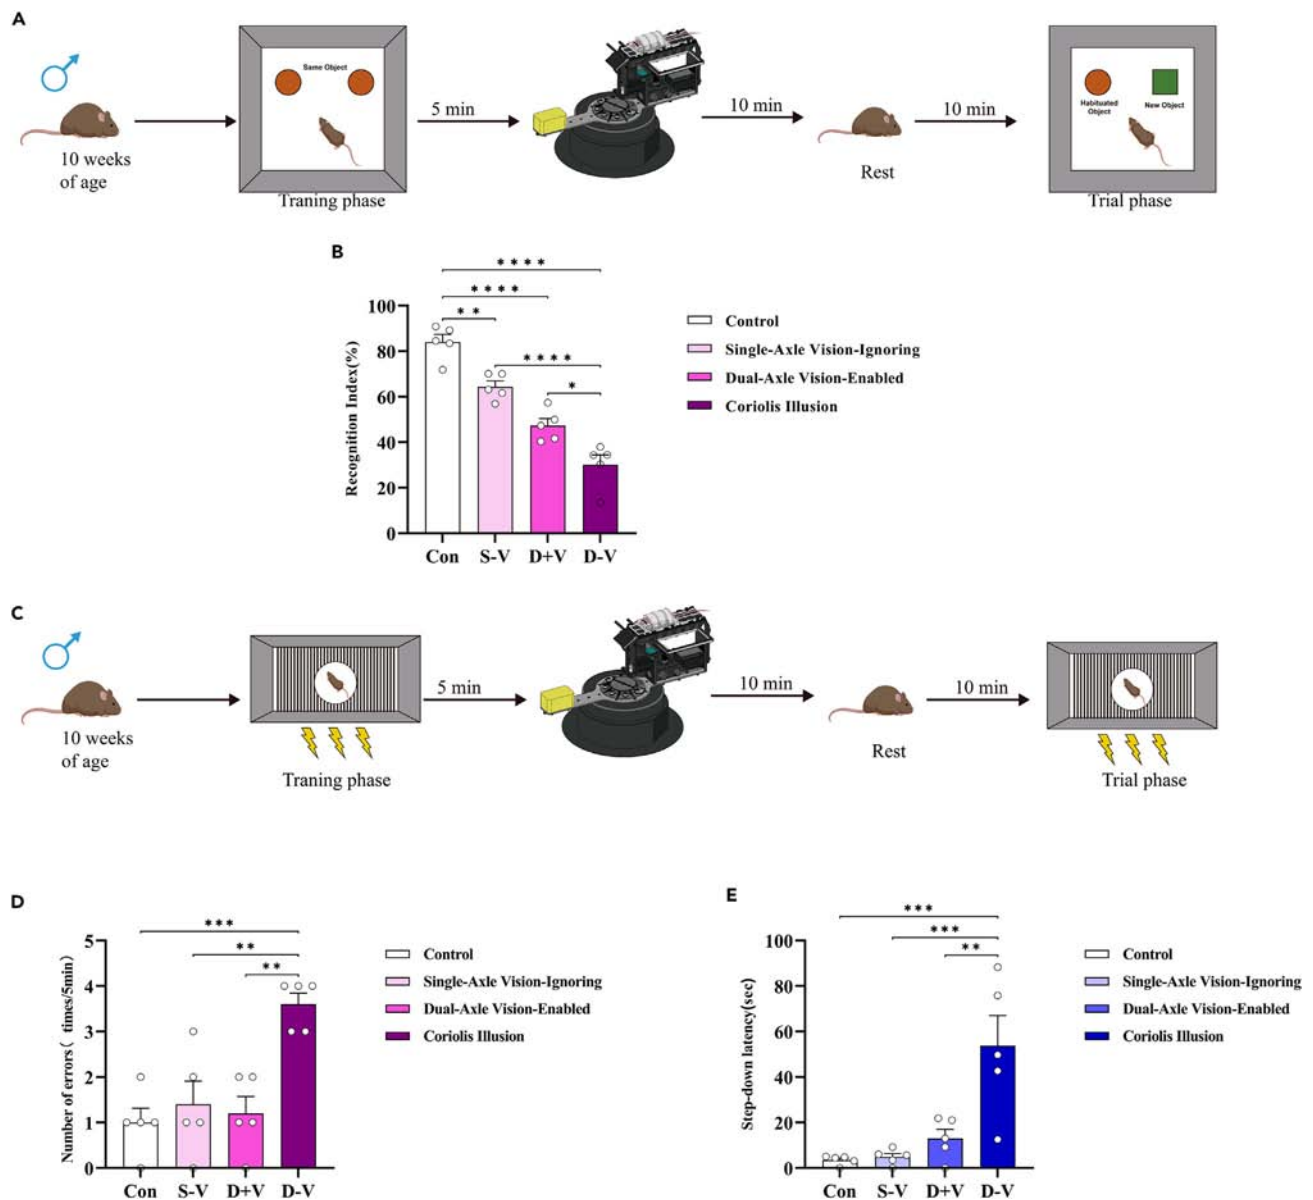 A
Same Object
5 min
10 min
10 min
Habituated
Object
New Object
10 weeks
of age
Traning phase
Rest
Trial phase
B
****
****
**
****
*
Recognition Index(%)
100
80
60
40
20
0
Con S-V D+V D-V
Control
Single-Axle Vision-Ignoring
Dual-Axle Vision-Enabled
Coriolis Illusion
C
5 min
10 min
10 min
10 weeks
of age
Traning phase
Rest
Trial phase
D
***
**
**
Number of errors( times/5min)
5
4
3
2
1
0
Con S-V D+V D-V
Control
Single-Axle Vision-Ignoring
Dual-Axle Vision-Enabled
Coriolis Illusion
E
***
***
**
Step-down latency(sec)
100
80
60
40
20
0
Con S-V D+V D-V
Control
Single-Axle Vision-Ignoring
Dual-Axle Vision-Enabled
Coriolis Illusion